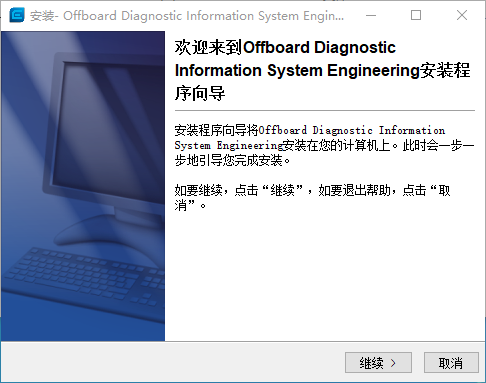 安装- Offboard Diagnostic Information System Engin...
欢迎来到Offboard Diagnostic
Information System Engineering安装程
序向导
安装程序向导将Offboard Diagnostic Information
System Engineering安装在您的计算机上。此时会一步一
步地引导您完成安装。
如要继续，点击“继续”，如要退出帮助，点击“取
消”。
继续 >
取消